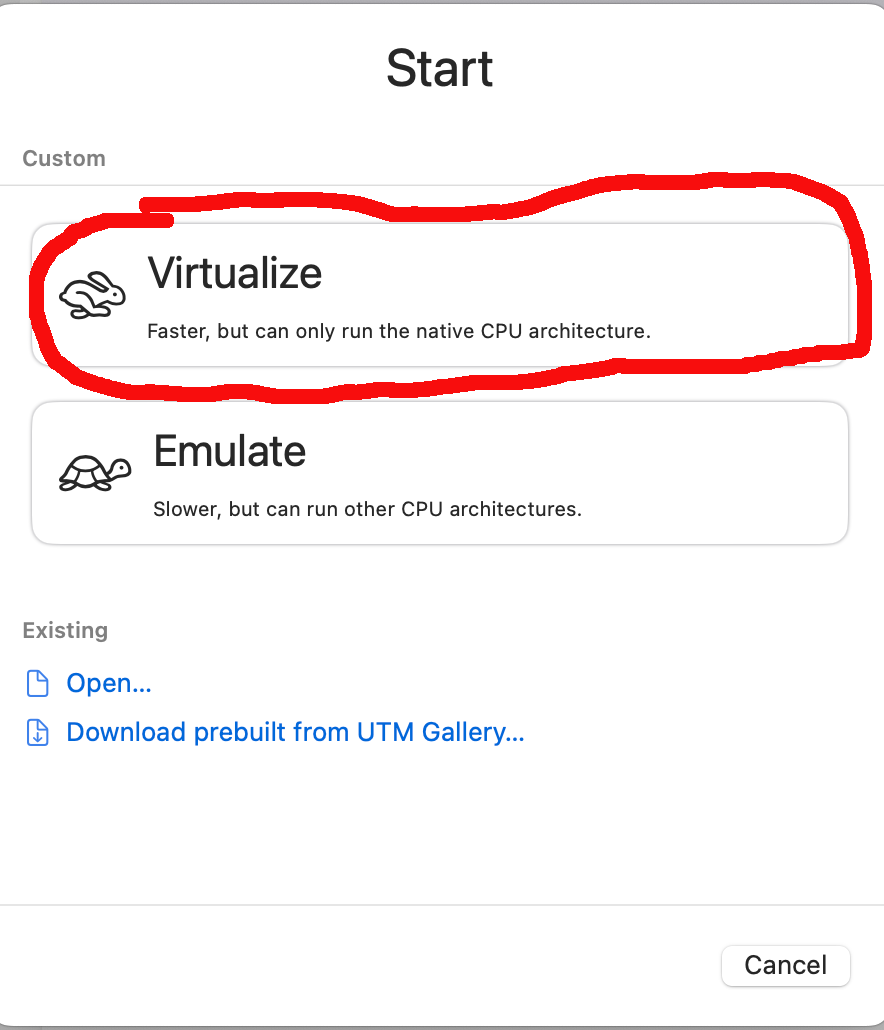 Start
Custom
Virtualize
Faster, but can only run the native CPU architecture.
Emulate
Slower, but can run other CPU architectures.
Existing
Open...
Download prebuilt from UTM Gallery...
Cancel